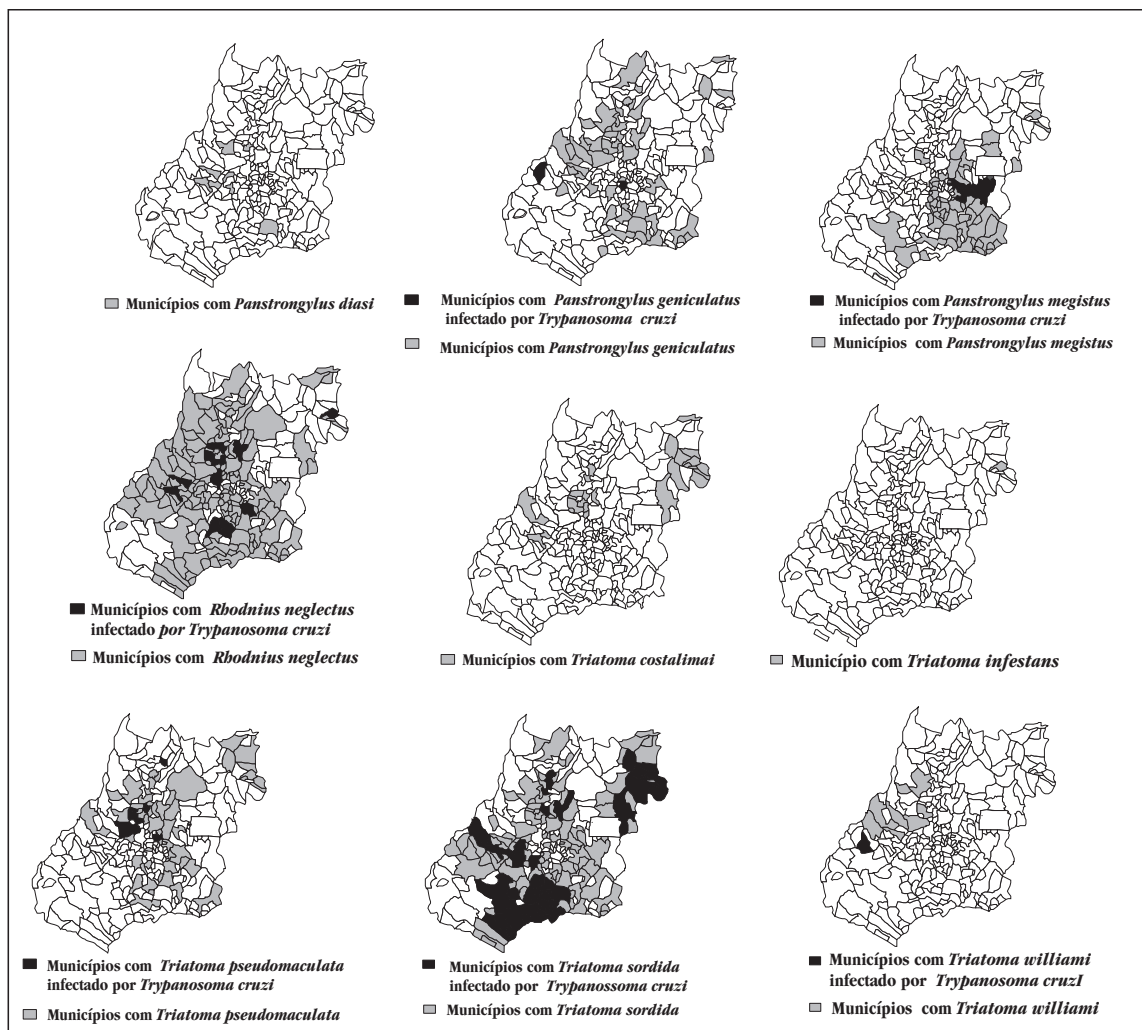 Municípios com Panstrongylus diasi
Municípios com Panstrongylus geniculatus
infectado por Trypanosoma cruzi
Municípios com Panstrongylus geniculatus
Municípios com Panstrongylus megistus
infectado por Trypanosoma cruzi
Municípios com Panstrongylus megistus
Municípios com Rhodnius neglectus
infectado por Trypanosoma cruzi
Municípios com Rhodnius neglectus
Municípios com Triatoma costalimai
Município com Triatoma infestans
Municípios com Triatoma pseudomaculata
infectado por Trypanosoma cruzi
Municípios com Triatoma pseudomaculata
Municípios com Triatoma sordida
infectado por Trypanossoma cruzi
Municípios com Triatoma sordida
Municípios com Triatoma williami
infectado por Trypanosoma cruzI
Municípios com Triatoma williami